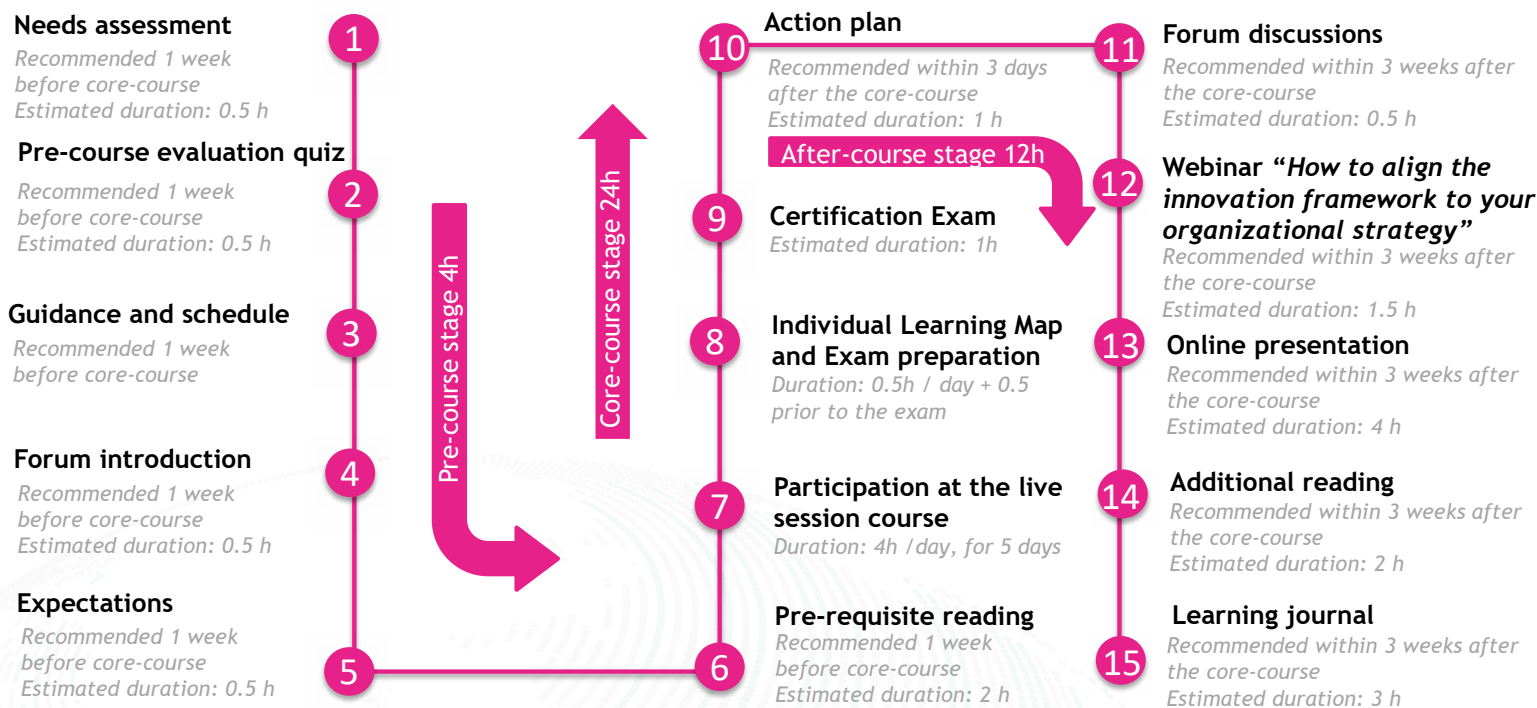 Needs assessment
Recommended 1 week
before core-course
Estimated duration: 0.5 h
1
Pre-course evaluation quiz
Recommended 1 week
before core-course
Estimated duration: 0.5 h
2
Guidance and schedule
Recommended 1 week
before core-course
3
Forum introduction
Recommended 1 week
before core-course
Estimated duration: 0.5 h
4
Expectations
Recommended 1 week
before core-course
Estimated duration: 0.5 h
5
Pre-course stage 4h
Core-course stage 24h
6
Pre-requisite reading
Recommended 1 week
before core-course
Estimated duration: 2 h
7
Participation at the live
session course
Duration: 4h /day, for 5 days
8
Individual Learning Map
and Exam preparation
Duration: 0.5h / day + 0.5
prior to the exam
9
Certification Exam
Estimated duration: 1h
10
Action plan
Recommended within 3 days
after the core-course
Estimated duration: 1 h
After-course stage 12h
11
Forum discussions
Recommended within 3 weeks after
the core-course
Estimated duration: 0.5 h
12
Webinar “How to align the
innovation framework to your
organizational strategy”
Recommended within 3 weeks after
the core-course
Estimated duration: 1.5 h
13
Online presentation
Recommended within 3 weeks after
the core-course
Estimated duration: 4 h
14
Additional reading
Recommended within 3 weeks after
the core-course
Estimated duration: 2 h
15
Learning journal
Recommended within 3 weeks after
the core-course
Estimated duration: 3 h